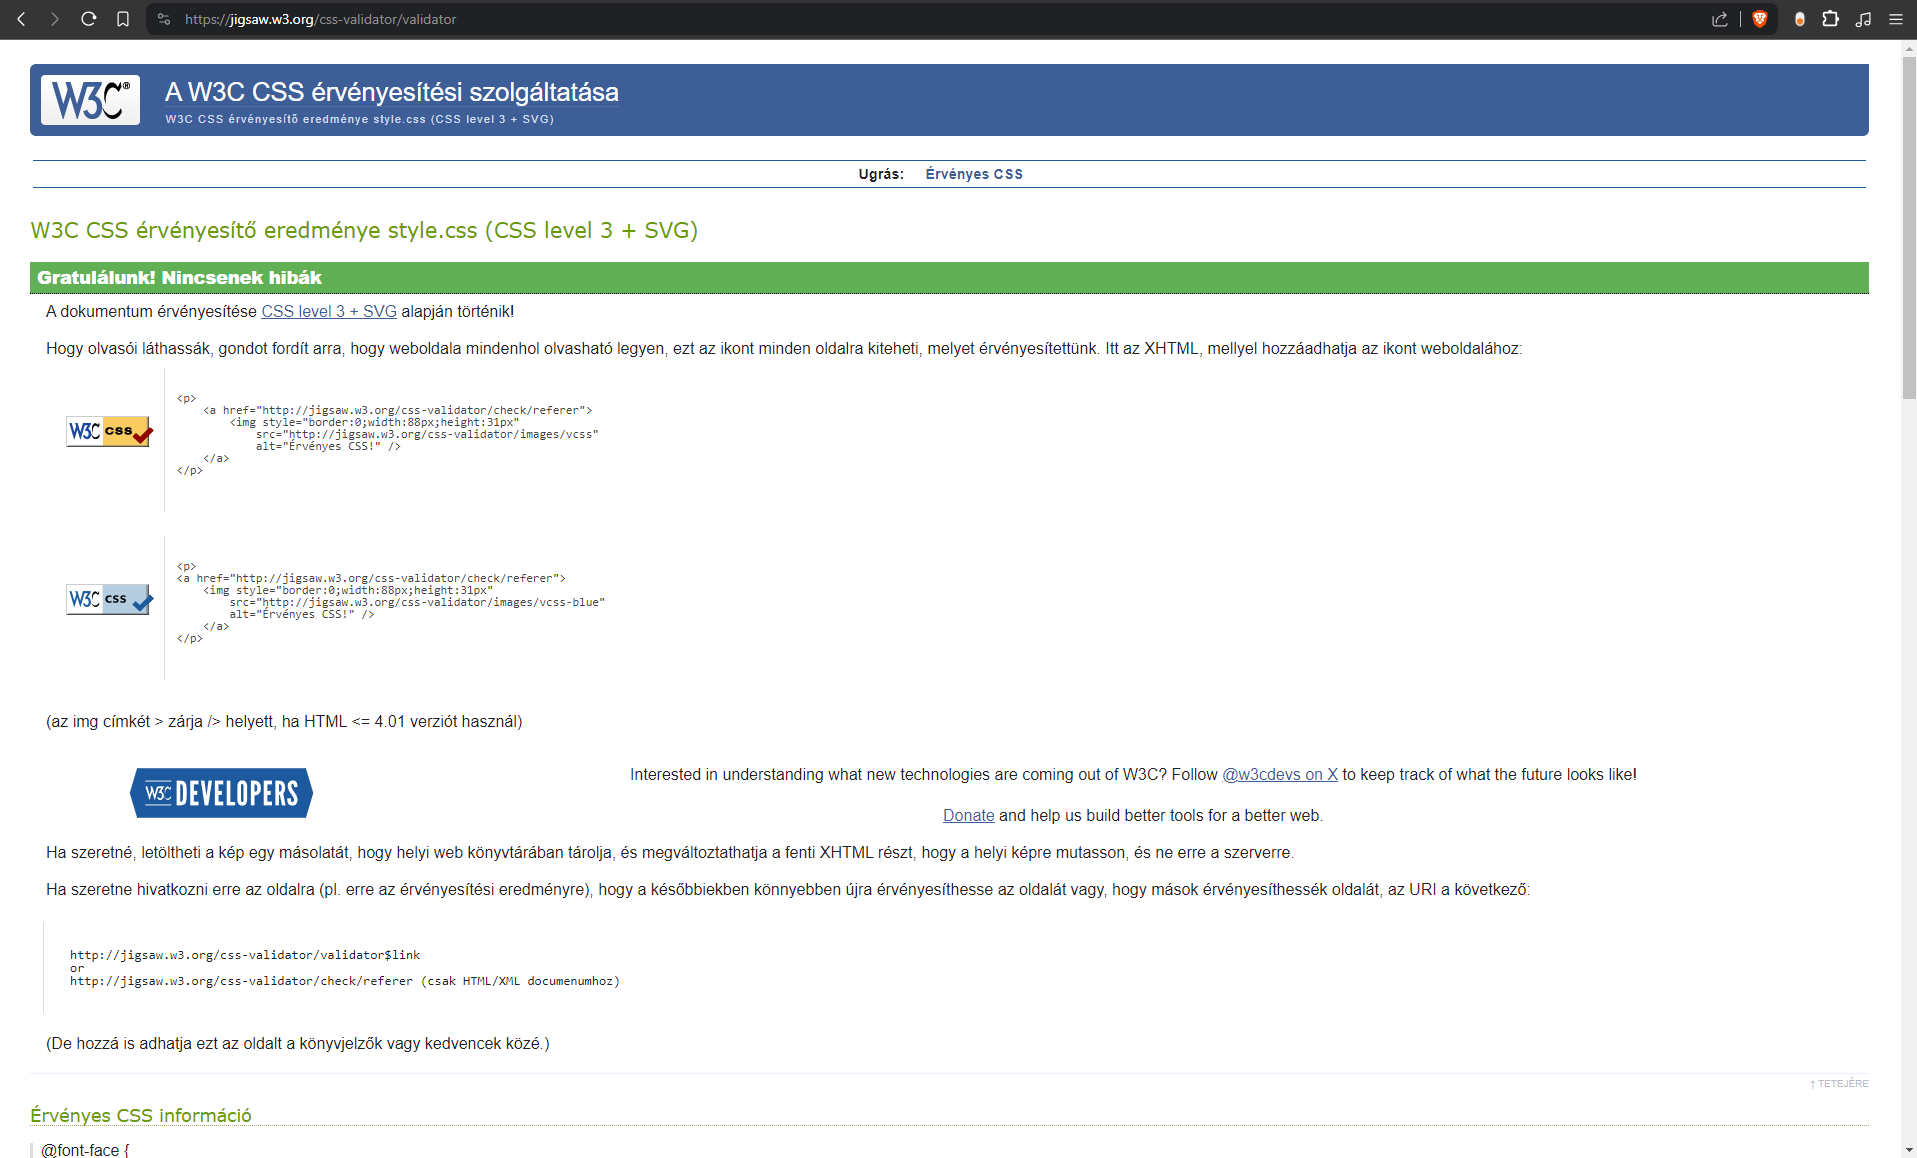 https://jigsaw.w3.org/css-validator/validator
W3C®
A W3C CSS érvényesítési szolgáltatása
W3C CSS érvényesítő eredménye style.css (CSS level 3 + SVG)
Ugrás: Érvényes CSS
W3C CSS érvényesítő eredménye style.css (CSS level 3 + SVG)
Gratulálunk! Nincsenek hibák
A dokumentum érvényesítése CSS level 3 + SVG alapján történik!
Hogy olvasói láthassák, gondot fordít arra, hogy weboldala mindenhol olvasható legyen, ezt az ikont minden oldalra kiteheti, melyet érvényesítettünk. Itt az XHTML, mellyel hozzáadhatja az ikont weboldalához:
W3C css
<p>
<a href="http://jigsaw.w3.org/css-validator/check/referer">
<img style="border:0;width:88px;height:31px"
src="http://jigsaw.w3.org/css-validator/images/vcss"
alt="Érvényes CSS!" />
</a>
</p>
W3C css
<p>
<a href="http://jigsaw.w3.org/css-validator/check/referer">
<img style="border:0;width:88px;height:31px"
src="http://jigsaw.w3.org/css-validator/images/vcss-blue"
alt="Érvényes CSS!" />
</a>
</p>
(az img címkét > zárja /> helyett, ha HTML <= 4.01 verziót használ)
W3C DEVELOPERS
Interested in understanding what new technologies are coming out of W3C? Follow @w3cdevs on X to keep track of what the future looks like!
Donate and help us build better tools for a better web.
Ha szeretné, letöltheti a kép egy másolatát, hogy helyi web könyvtárában tárolja, és megváltoztathatja a fenti XHTML részt, hogy a helyi képre mutasson, és ne erre a szerverre.
Ha szeretne hivatkozni erre az oldalra (pl. erre az érvényesítési eredményre), hogy a későbbiekben könnyebben újra érvényesíthesse az oldalát vagy, hogy mások érvényesíthessék oldalát, az URI a következő:
http://jigsaw.w3.org/css-validator/validator$link
or
http://jigsaw.w3.org/css-validator/check/referer (csak HTML/XML documenumhoz)
(De hozzá is adhatja ezt az oldalt a könyvjelzők vagy kedvencek közé.)
↑ TETEJÉRE
Érvényes CSS információ
@font-face {